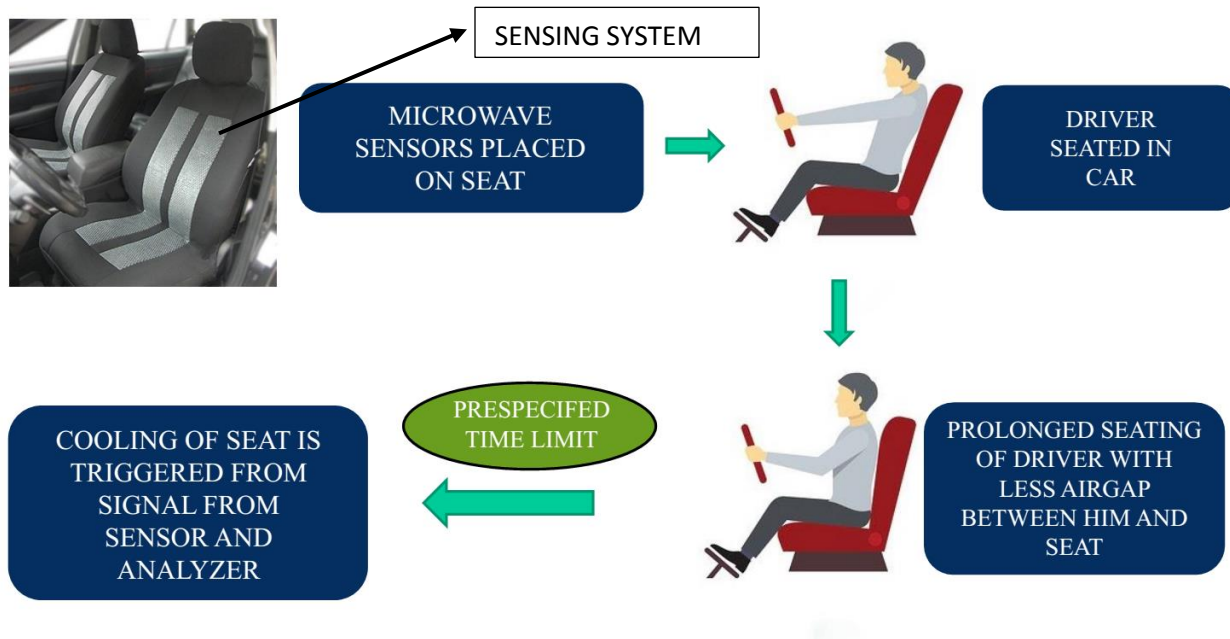 SENSING SYSTEM
MICROWAVE
SENSORS PLACED
ON SEAT
DRIVER
SEATED IN
CAR
PROLONGED SEATING
OF DRIVER WITH
LESS AIRGAP
BETWEEN HIM AND
SEAT
PRESPECIFED
TIME LIMIT
COOLING OF SEAT IS
TRIGGERED FROM
SIGNAL FROM
SENSOR AND
ANALYZER